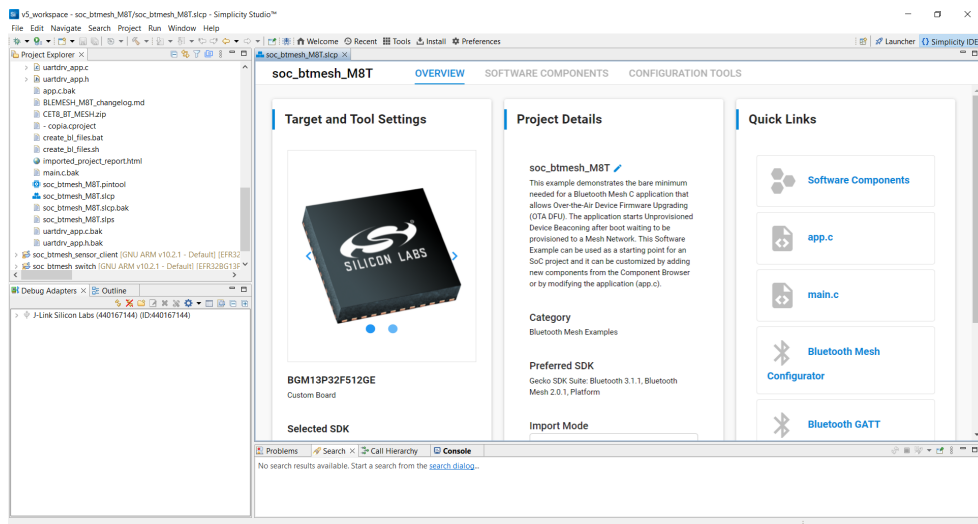 v5_workspace - soc_btmesh_M8T/soc_btmesh_M8T.slcp - Simplicity Studio™
File Edit Navigate Search Project Run Window Help
Welcome Recent Tools Install Preferences
Launcher {} Simplicity IDE
Project Explorer
uartdrv_app.c
uartdrv_app.h
app.c.bak
BLEMESH_M8T_changelog.md
CET8_BT_MESH.zip
- copia.cproject
create_bl_files.bat
create_bl_files.sh
imported_project_report.html
main.c.bak
soc_btmesh_M8T.pintool
soc_btmesh_M8T.slcp
soc_btmesh_M8T.slcp.bak
soc_btmesh_M8T.slps
uartdrv_app.c.bak
uartdrv_app.h.bak
soc_btmesh_sensor_client [GNU ARM v10.2.1 - Default] [EFR32
soc_btmesh_switch [GNU ARM v10.2.1 - Default] [EFR32BG13F
Debug Adapters Outline
J-Link Silicon Labs (440167144) (ID:440167144)
soc_btmesh_M8T.slcp
soc_btmesh_M8T OVERVIEW SOFTWARE COMPONENTS CONFIGURATION TOOLS
Target and Tool Settings
SILICON LABS
BGM13P32F512GE
Custom Board
Selected SDK
Project Details
soc_btmesh_M8T
This example demonstrates the bare minimum
needed for a Bluetooth Mesh C application that
allows Over-the-Air Device Firmware Upgrading
(OTA DFU). The application starts Unprovisioned
Device Beaconing after boot waiting to be
provisioned to a Mesh Network. This Software
Example can be used as a starting point for an
SoC project and it can be customized by adding
new components from the Component Browser
or by modifying the application (app.c).
Category
Bluetooth Mesh Examples
Preferred SDK
Gecko SDK Suite: Bluetooth 3.1.1, Bluetooth
Mesh 2.0.1, Platform
Import Mode
Quick Links
Software Components
app.c
main.c
Bluetooth Mesh
Configurator
Bluetooth GATT
Problems Search Call Hierarchy Console
No search results available. Start a search from the search dialog...